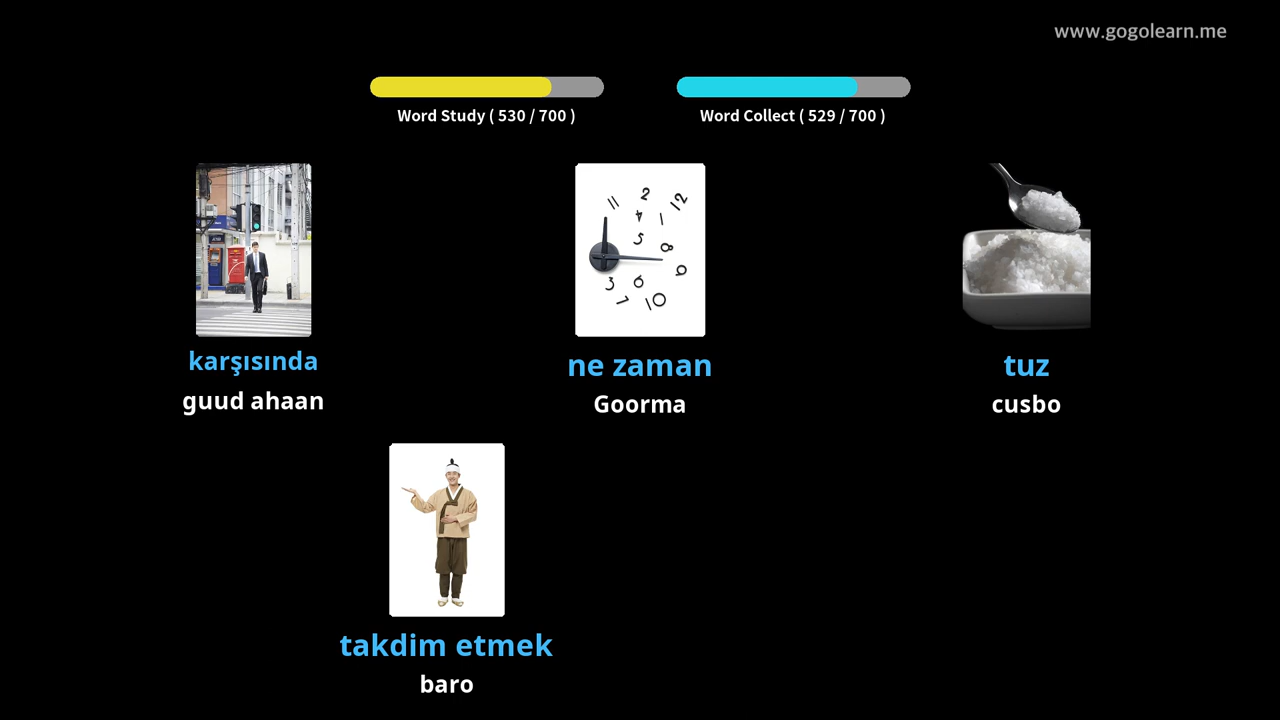 www.gogolearn.me
Word Study ( 530 / 700 )
Word Collect ( 529 / 700 )
karşısında
guud ahaan
ne zaman
Goorma
tuz
cusbo
takdim etmek
baro